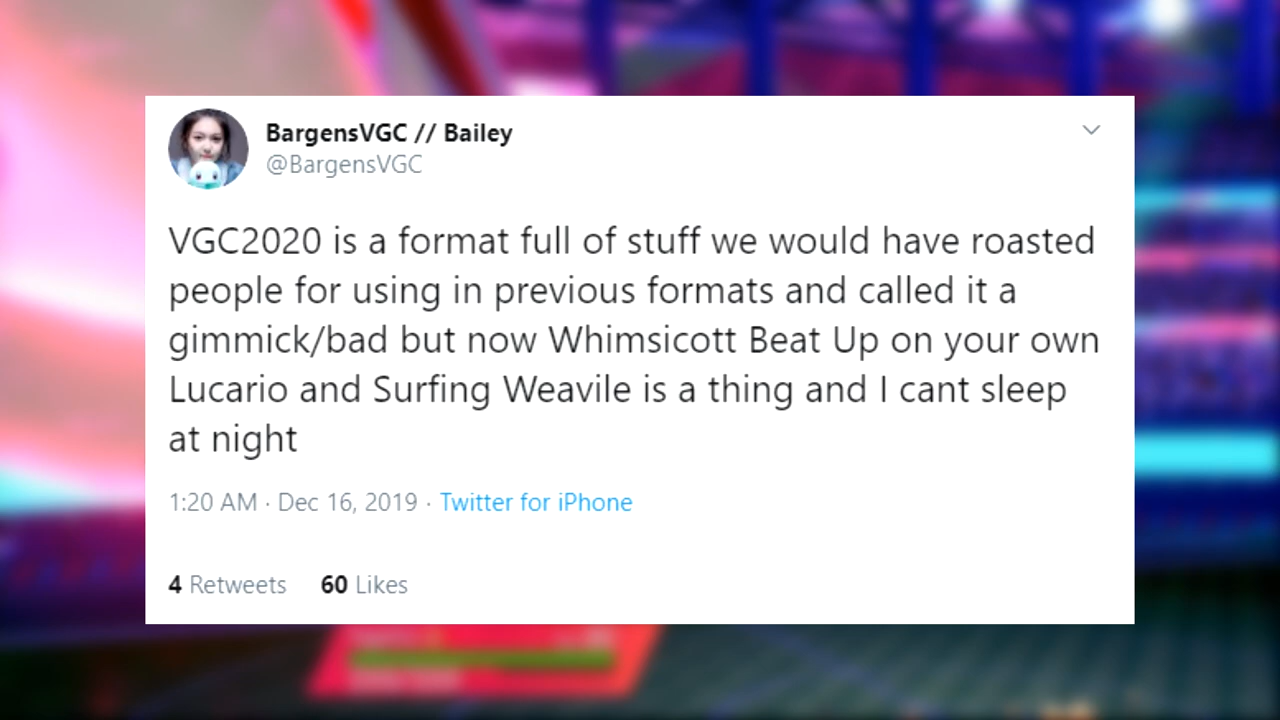 BargensVGC // Bailey
@BargensVGC
VGC2020 is a format full of stuff we would have roasted
people for using in previous formats and called it a
gimmick/bad but now Whimsicott Beat Up on your own
Lucario and Surfing Weavile is a thing and I cant sleep
at night
1:20 AM · Dec 16, 2019 · Twitter for iPhone
4 Retweets 60 Likes